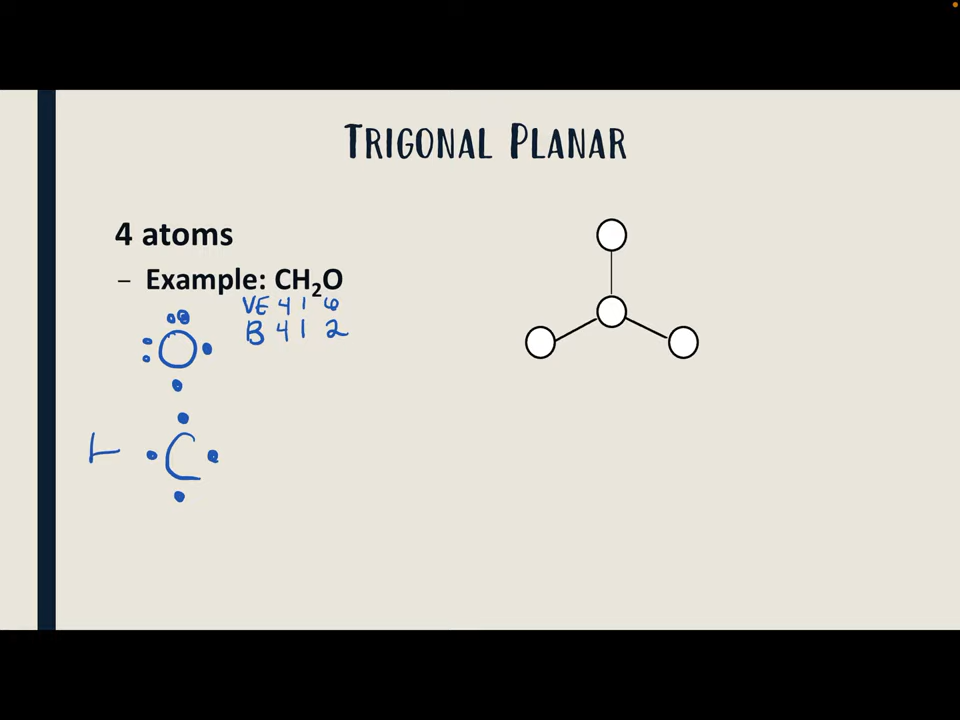 TRIGONAL PLANAR
4 atoms
– Example: CH₂O
VE 4 1 6
B 4 1 2
O
C